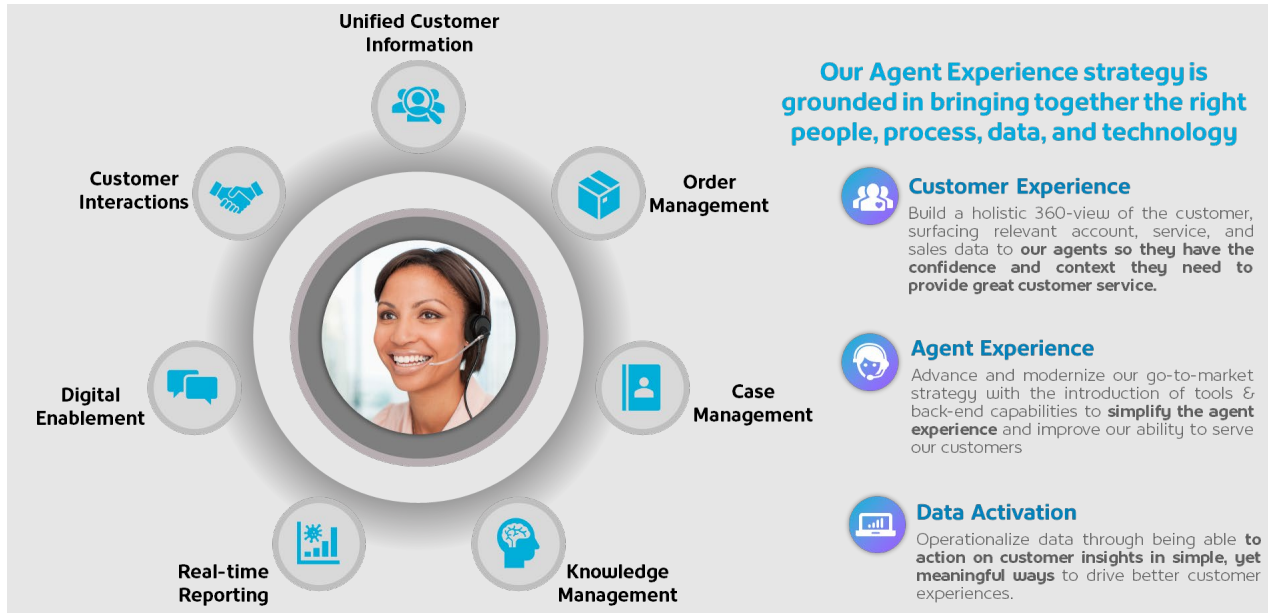 Unified Customer
Information
Customer
Interactions
Order
Management
Digital
Enablement
Case
Management
Real-time
Reporting
Knowledge
Management
Our Agent Experience strategy is
grounded in bringing together the right
people, process, data, and technology
Customer Experience
Build a holistic 360-view of the customer,
surfacing relevant account, service, and
sales data to our agents so they have the
confidence and context they need to
provide great customer service.
Agent Experience
Advance and modernize our go-to-market
strategy with the introduction of tools &
back-end capabilities to simplify the agent
experience and improve our ability to serve
our customers
Data Activation
Operationalize data through being able to
action on customer insights in simple, yet
meaningful ways to drive better customer
experiences.